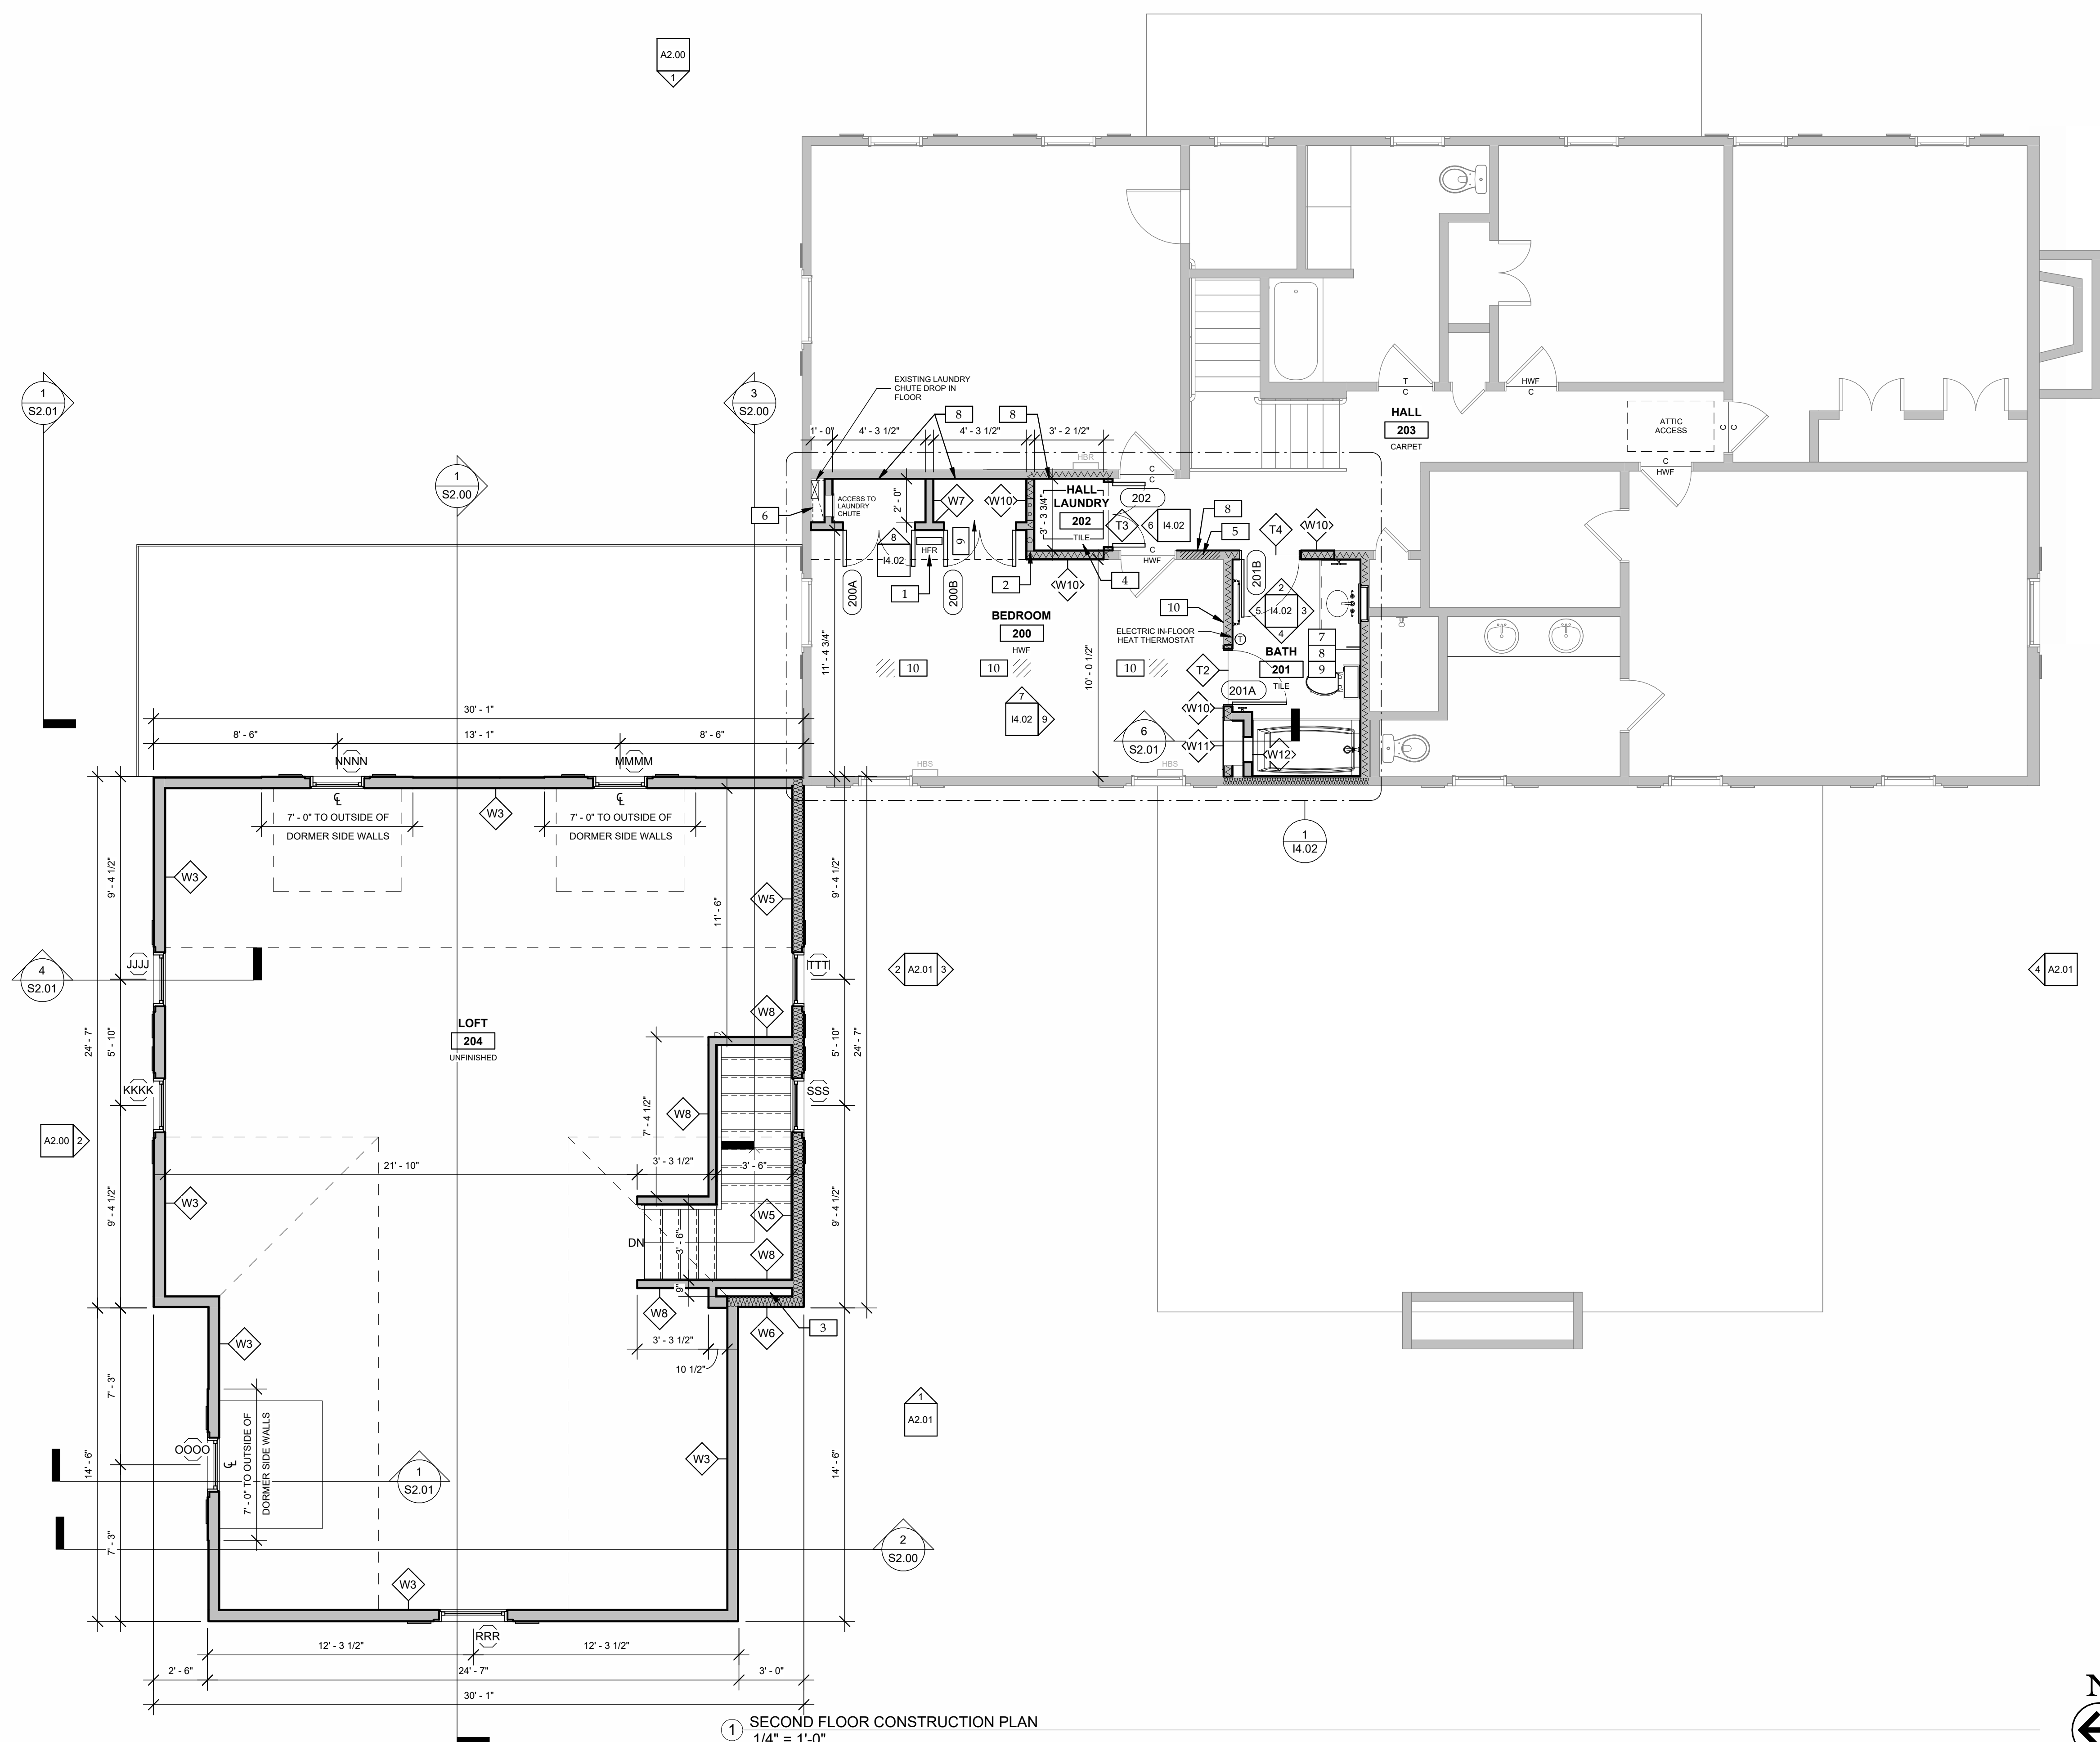 A2.00
1
1
S2.01
3
S2.00
1
S2.00
EXISTING LAUNDRY
CHUTE DROP IN
FLOOR
8
8
1' - 0"
4' - 3 1/2"
4' - 3 1/2"
3' - 2 1/2"
HBR
T
C
HWF
C
HALL
203
CARPET
ATTIC
ACCESS
C
C
C
HWF
C
C
6
ACCESS TO
LAUNDRY
CHUTE
2' - 0"
W7
W10
HALL
LAUNDRY
202
TILE
3' - 3 3/4"
202
T3
6
I4.02
8
5
T4
W10
8
I4.02
HFR
9
1
2
W10
4
C
HWF
200A
200B
201B
BEDROOM
200
HWF
10
ELECTRIC IN-FLOOR
HEAT THERMOSTAT
T
2
5
I4.02
3
4
7
8
9
BATH
201
TILE
T2
201A
10
10
10
11' - 4 3/4"
10' - 0 1/2"
7
I4.02
9
6
S2.01
W10
W11
W12
HBS
HBS
1
I4.02
30' - 1"
8' - 6"
13' - 1"
8' - 6"
NNNN
MMMM
7' - 0" TO OUTSIDE OF
DORMER SIDE WALLS
W3
7' - 0" TO OUTSIDE OF
DORMER SIDE WALLS
W3
9' - 4 1/2"
11' - 6"
W5
9' - 4 1/2"
4
S2.01
JJJJ
TTT
2
A2.01
3
4
A2.01
W8
LOFT
204
UNFINISHED
24' - 7"
5' - 10"
5' - 10"
24' - 7"
KKKK
SSS
A2.00
2
W8
7' - 4 1/2"
21' - 10"
3' - 3 1/2"
3' - 6"
W3
9' - 4 1/2"
9' - 4 1/2"
W5
DN
3' - 6"
W8
9"
W8
W6
3
3' - 3 1/2"
10 1/2"
W3
7' - 3"
1
A2.01
OOOO
7' - 0" TO OUTSIDE OF
DORMER SIDE WALLS
14' - 6"
1
S2.01
W3
14' - 6"
7' - 3"
2
S2.00
W3
RRR
12' - 3 1/2"
12' - 3 1/2"
2' - 6"
24' - 7"
3' - 0"
30' - 1"
1
SECOND FLOOR CONSTRUCTION PLAN
1/4" = 1'-0"
N